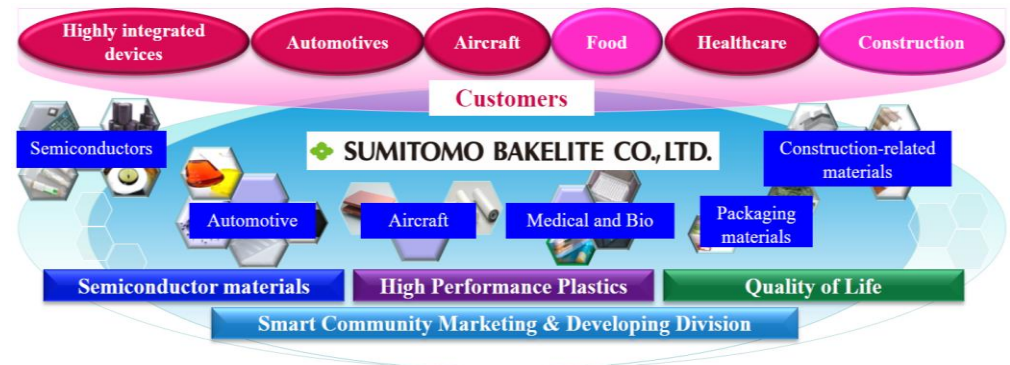 Highly integrated
devices
Automotives
Aircraft
Food
Healthcare
Construction
Customers
Semiconductors
SUMITOMO BAKELITE CO., LTD.
Construction-related
materials
Automotive
Aircraft
Medical and Bio
Packaging
materials
Semiconductor materials
High Performance Plastics
Quality of Life
Smart Community Marketing & Developing Division